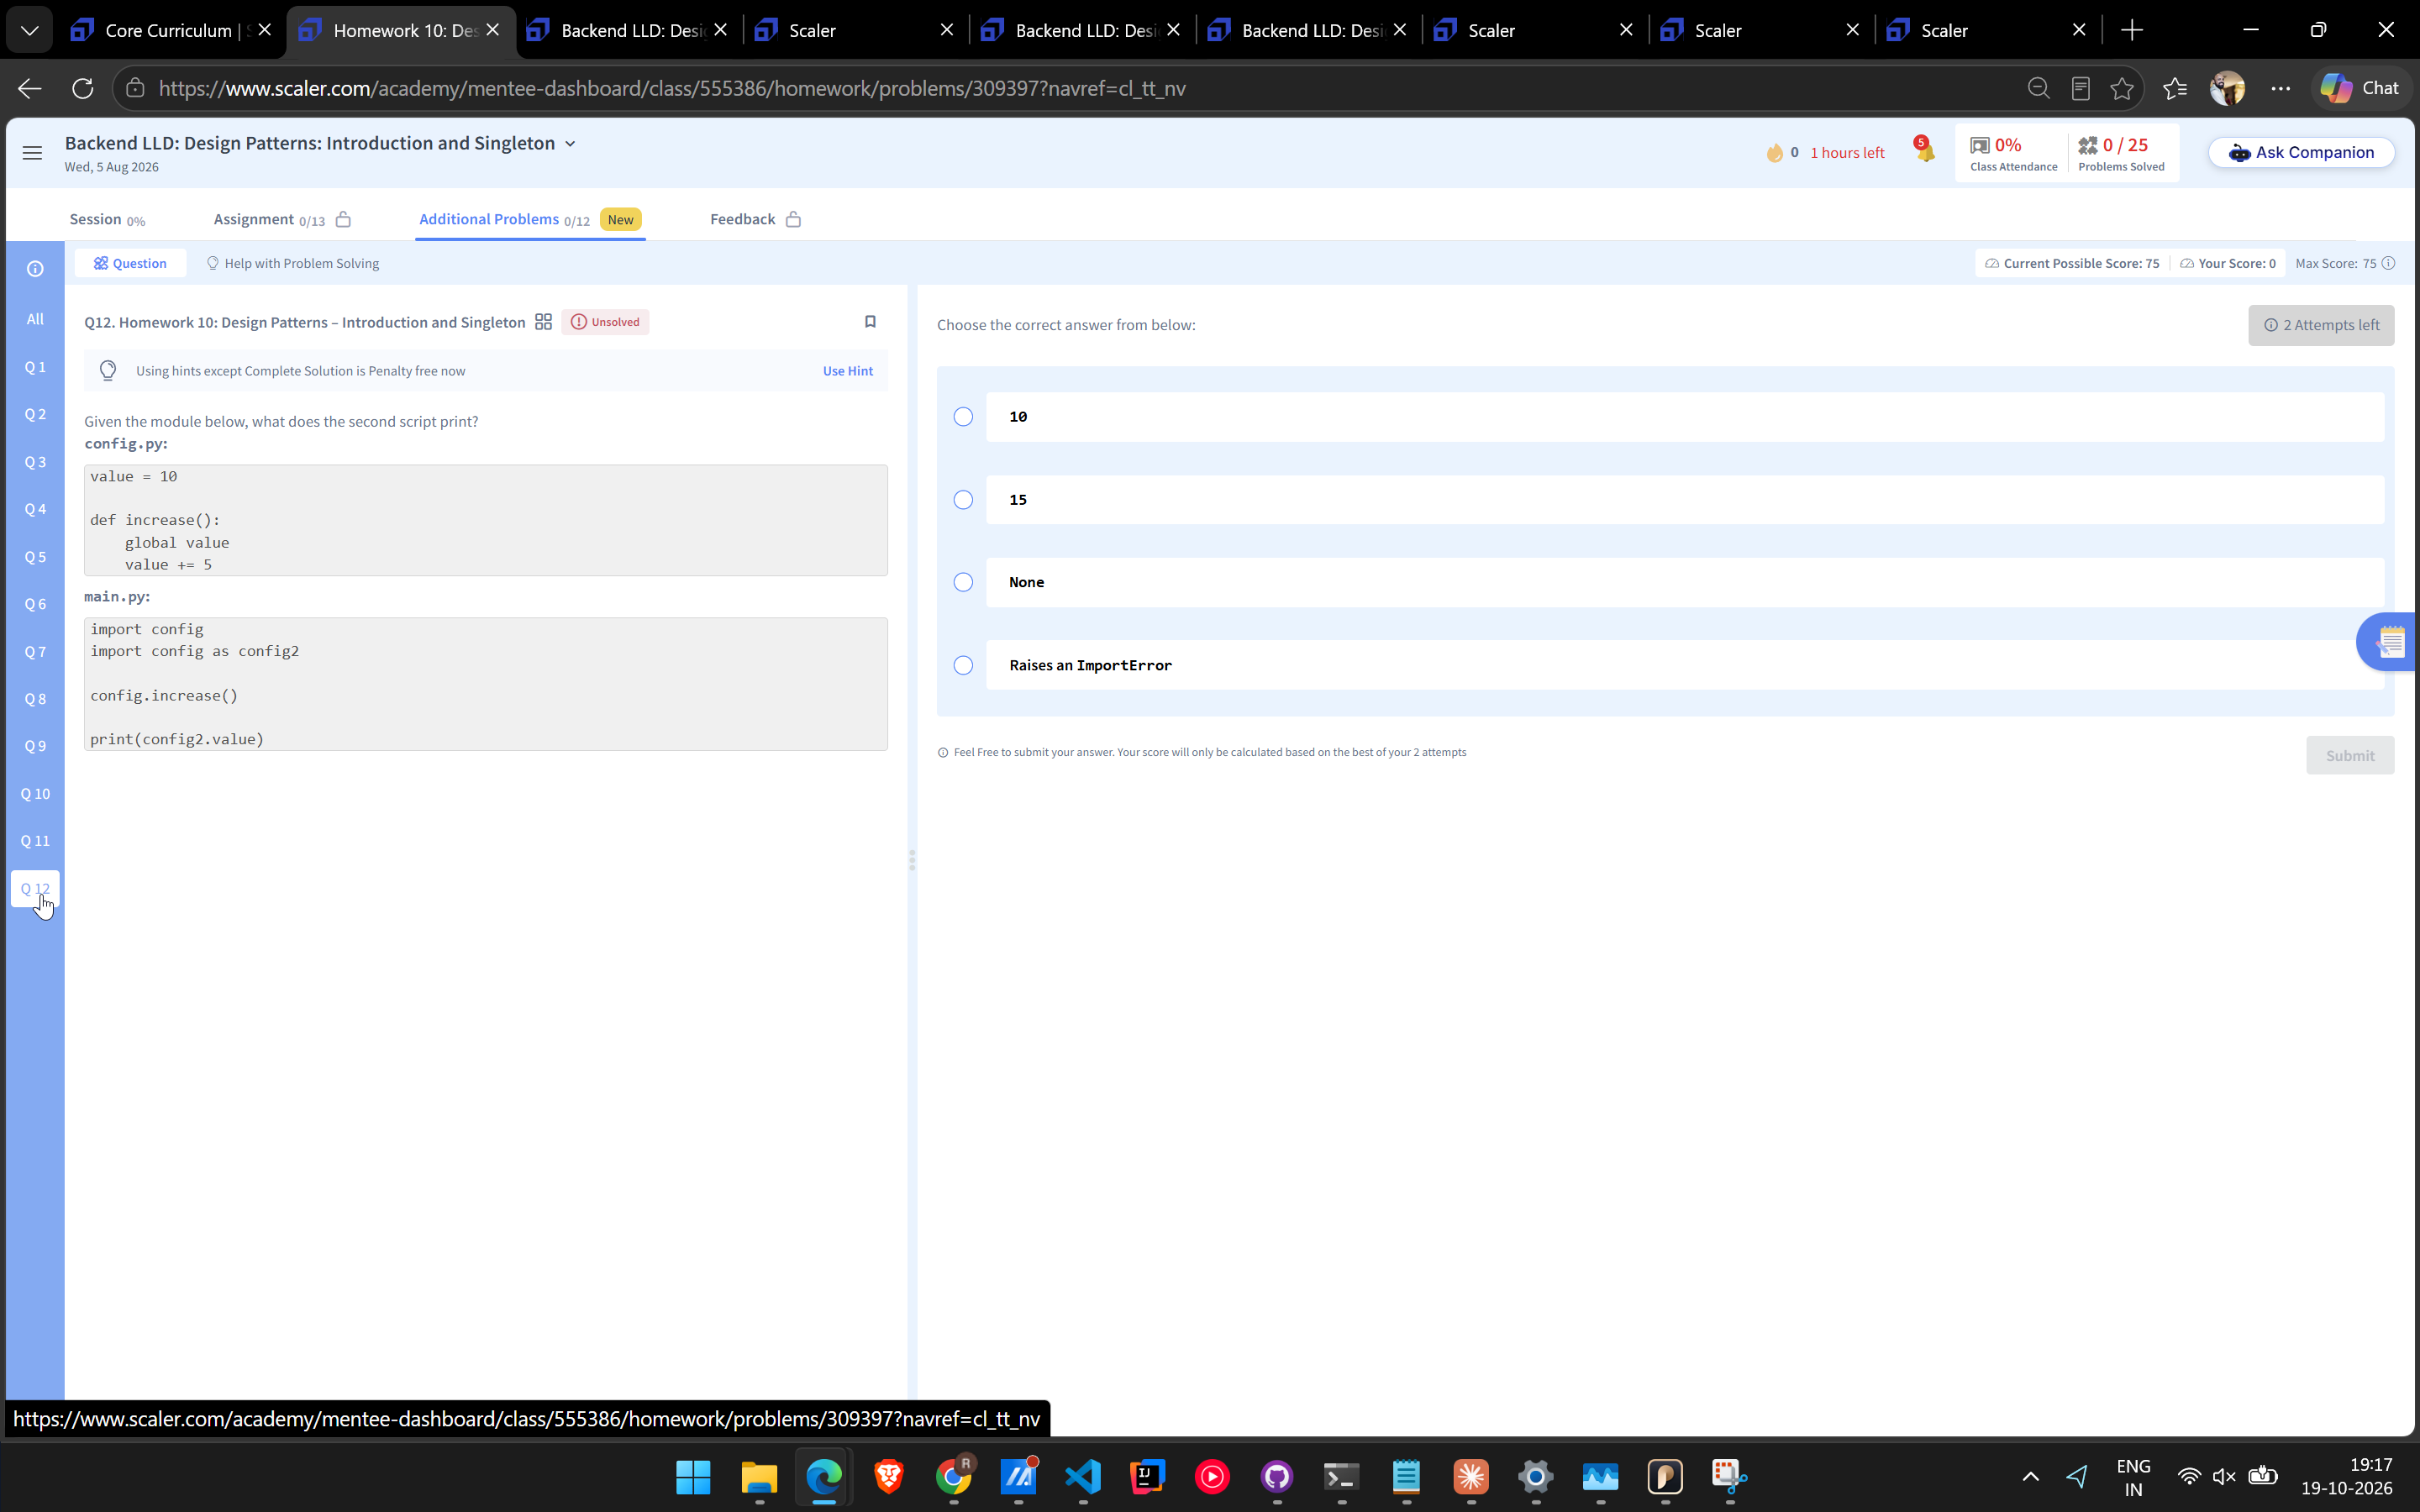 Core Curriculum |
Homework 10: Des
Backend LLD: Desi
Scaler
Backend LLD: Desi
Backend LLD: Desi
Scaler
Scaler
Scaler
https://www.scaler.com/academy/mentee-dashboard/class/555386/homework/problems/309397?navref=cl_tt_nv
Chat
Backend LLD: Design Patterns: Introduction and Singleton
Wed, 5 Aug 2026
0 1 hours left
5
0%
Class Attendance
0 / 25
Problems Solved
Ask Companion
Session 0%
Assignment 0/13
Additional Problems 0/12 New
Feedback
Question
Help with Problem Solving
Current Possible Score: 75
Your Score: 0
Max Score: 75
All
Q 1
Q 2
Q 3
Q 4
Q 5
Q 6
Q 7
Q 8
Q 9
Q 10
Q 11
Q 12
Q12. Homework 10: Design Patterns – Introduction and Singleton
Unsolved
Using hints except Complete Solution is Penalty free now
Use Hint
Given the module below, what does the second script print?
config.py:
value = 10
def increase():
    global value
    value += 5
main.py:
import config
import config as config2
config.increase()
print(config2.value)
Choose the correct answer from below:
2 Attempts left
10
15
None
Raises an ImportError
Feel Free to submit your answer. Your score will only be calculated based on the best of your 2 attempts
Submit
https://www.scaler.com/academy/mentee-dashboard/class/555386/homework/problems/309397?navref=cl_tt_nv
R
IJ
ENG
IN
19:17
19-10-2026